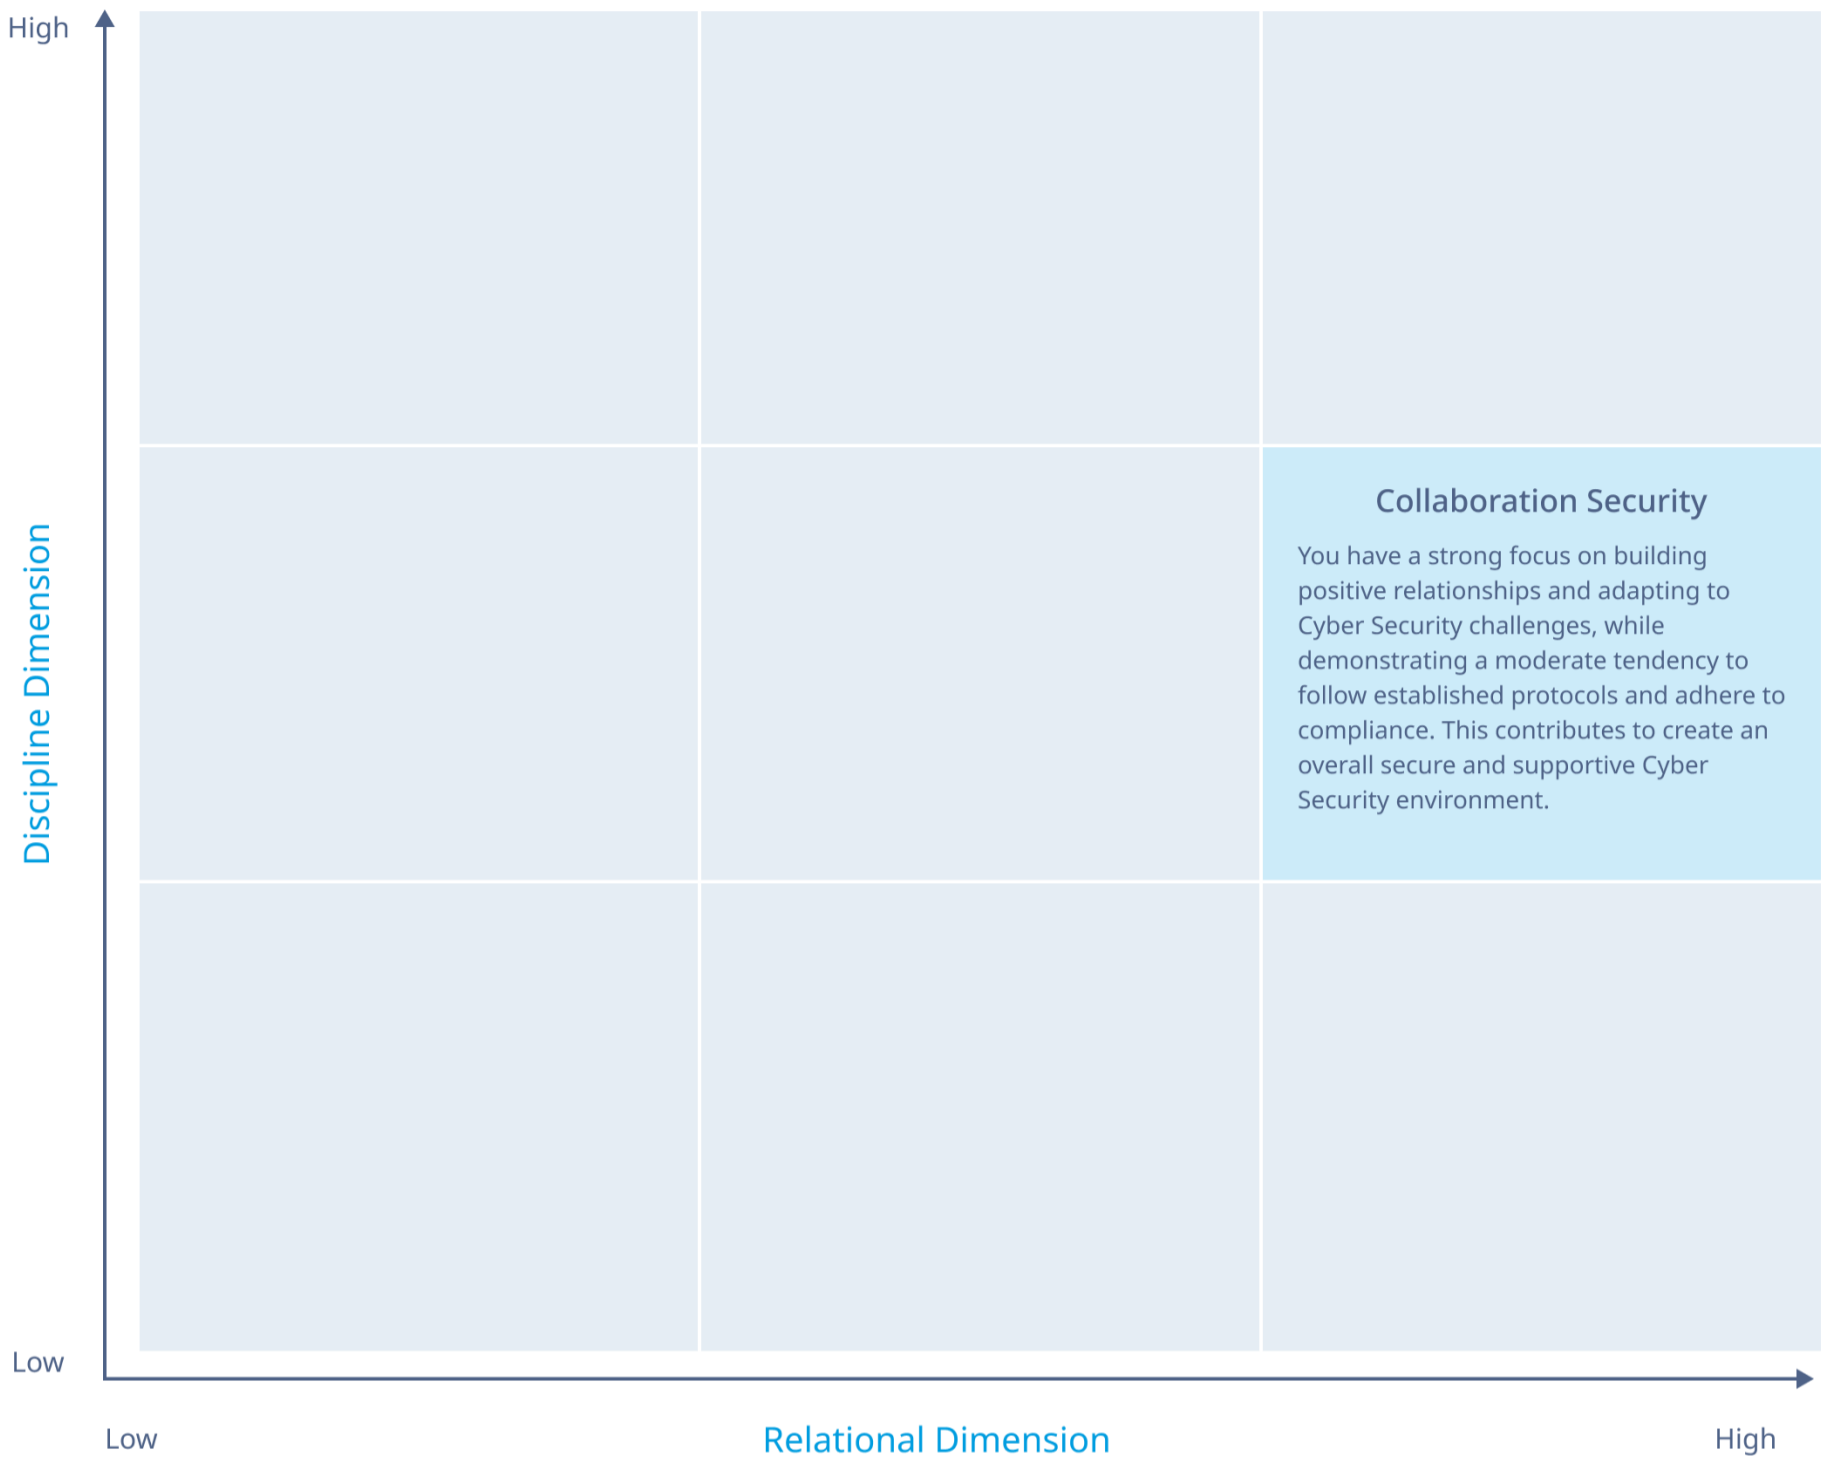 High
Discipline Dimension
Collaboration Security
You have a strong focus on building
positive relationships and adapting to
Cyber Security challenges, while
demonstrating a moderate tendency to
follow established protocols and adhere to
compliance. This contributes to create an
overall secure and supportive Cyber
Security environment.
Low
Low
Relational Dimension
High